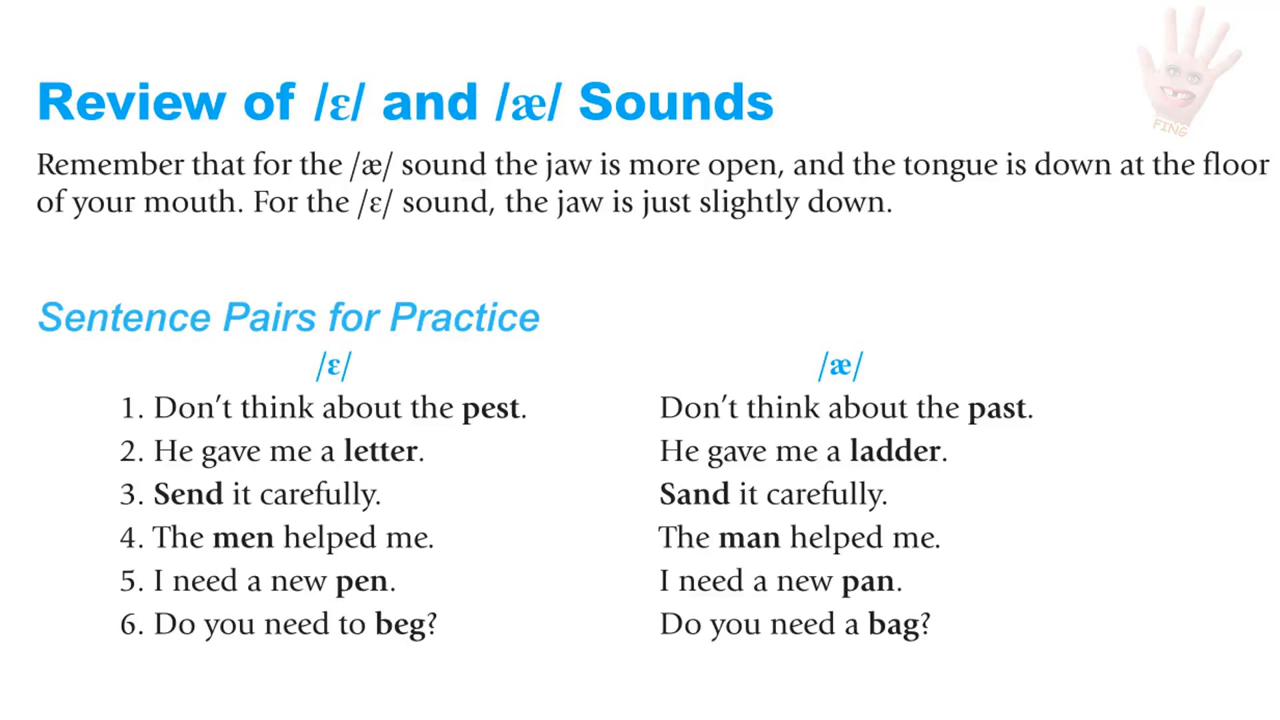 FING
Review of /ɛ/ and /æ/ Sounds
Remember that for the /æ/ sound the jaw is more open, and the tongue is down at the floor
of your mouth. For the /ɛ/ sound, the jaw is just slightly down.
Sentence Pairs for Practice
/ɛ/ /æ/
1. Don’t think about the pest. Don’t think about the past.
2. He gave me a letter. He gave me a ladder.
3. Send it carefully. Sand it carefully.
4. The men helped me. The man helped me.
5. I need a new pen. I need a new pan.
6. Do you need to beg? Do you need a bag?